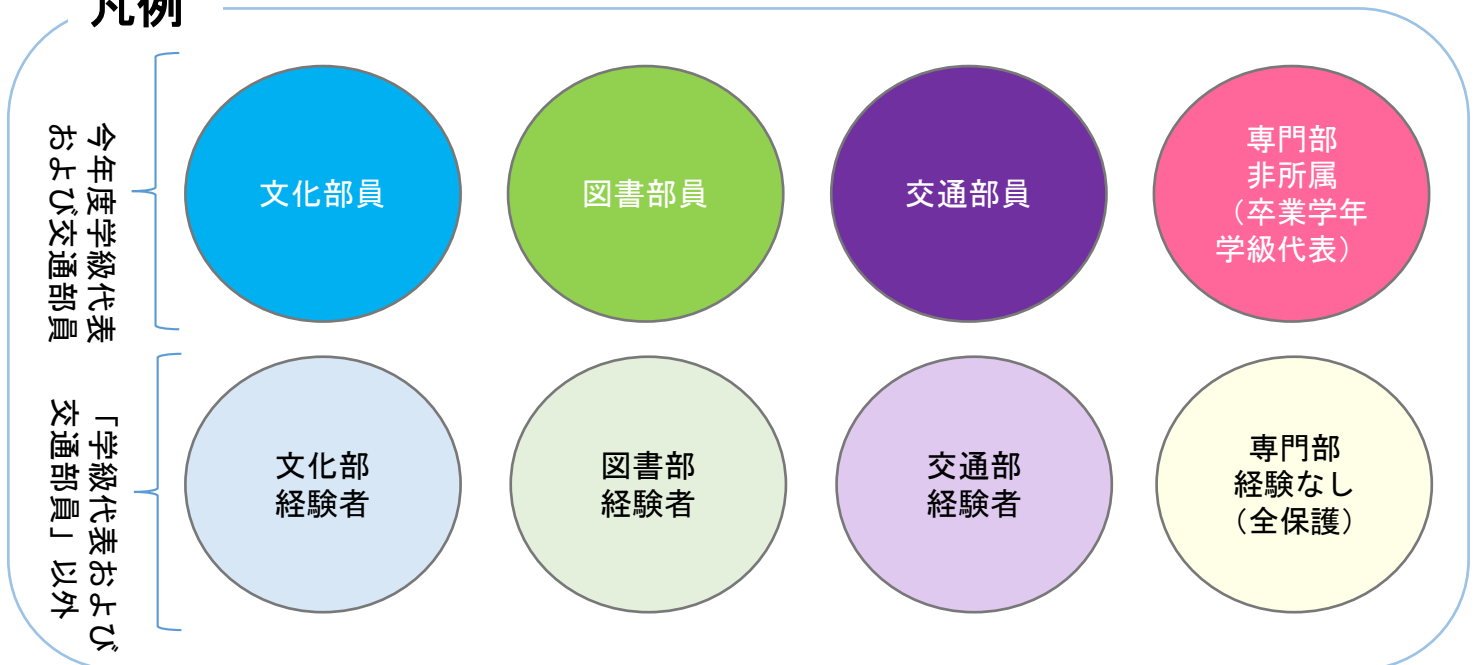 凡例
今年度学級代表
および交通部員
文化部員
図書部員
交通部員
専門部
非所属
（卒業学年
学級代表）
「学級代表および
交通部員」以外
文化部
経験者
図書部
経験者
交通部
経験者
専門部
経験なし
（全保護）